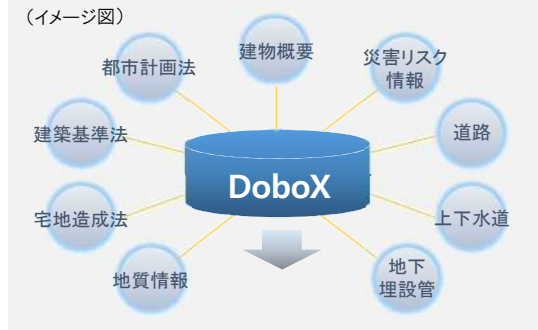 （イメージ図）
建物概要
都市計画法
災害リスク
情報
建築基準法
道路
DoboX
宅地造成法
上下水道
地質情報
地下
埋設管